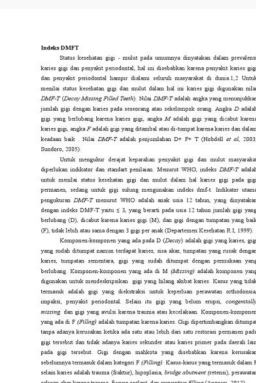 Indeks DMFT
Status kesehatan gigi - mulut pada umumnya dinyatakan dalam prevalensi
karies gigi dan penyakit periodontal, hal ini disebabkan karena penyakit karies gigi
dan penyakit periodontal hampir dialami seluruh masyarakat di dunia.1,2 Untuk
menilai status kesehatan gigi dan mulut dalam hal ini karies gigi digunakan nilai
DMF-T (Decay Missing Filled Teeth). Nilai DMF-T adalah angka yang menunjukkan
jumlah gigi dengan karies pada seseorang atau sekelompok orang. Angka D adalah
gigi yang berlubang karena karies gigi, angka M adalah gigi yang dicabut karena
karies gigi, angka F adalah gigi yang ditambal atau di-tumpat karena karies dan dalam
keadaan baik. Nilai DMF-T adalah penjumlahan D+ F+ T (Nohdell et al, 2003;
Sundoro, 2005).
Untuk mengukur derajat keparahan penyakit gigi dan mulut masyarakat
diperlukan indikator dan standar penilaian. Menurut WHO, indeks DMF-T adalah
untuk menilai status kesehatan gigi dan mulut dalam hal karies gigi pada gigi
permanen, sedang untuk gigi sulung menggunakan indeks dmf-t. Indikator utama
pengukuran DMF-T menurut WHO adalah anak usia 12 tahun, yang dinyatakan
dengan indeks DMF-T yaitu ≤ 3, yang berarti pada usia 12 tahun jumlah gigi yang
berlubang (D), dicabut karena karies gigi (M), dan gigi dengan tumpatan yang baik
(F), tidak lebih atau sama dengan 3 gigi per anak (Departemen Kesehatan R.I, 1999).
Komponen-komponen yang ada pada D (Decay) adalah gigi yang karies, gigi
yang sudah ditumpat namun terdapat karies, sisa akar, tumpatan yang rusak dengan
karies, tumpatan sementara, gigi yang sudah ditumpat dengan permukaan yang
berlubang. Komponen-komponen yang ada di M (Missing) adalah komponen yang
digunakan untuk mendeskripsikan gigi yang hilang akibat karies. Kasus yang tidak
termasuk adalah gigi yang diekstraksi untuk keperluan perawatan orthodonsia,
impaksi, penyakit periodontal. Selain itu gigi yang belum erupsi, congenitally
missing dan gigi yang avulsi karena trauma atau kecelakaan. Komponen-komponen
yang ada di F (Filling) adalah tumpatan karena karies. Gigi dipertimbangkan ditumpat
tanpa adanya kerusakan ketika ada satu atau lebih dari satu restorasi permanen pada
gigi tersebut dan tidak adanya karies sekunder atau karies primer pada daerah lain
pada gigi tersebut. Gigi dengan mahkota yang disebabkan karena kerusakan
sebelumnya termasuk dalam kategori F (Filling). Kasus-kasus yang termasuk dalam F
selain karies adalah trauma (fraktur), hipoplasia, bridge abutment (retensi), perawatan